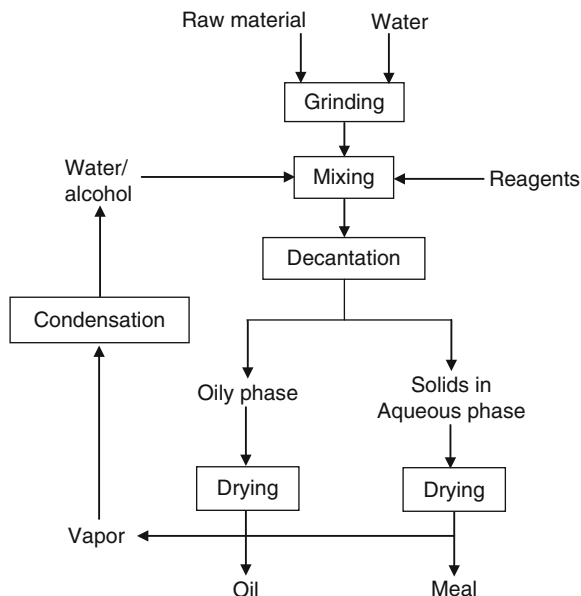 Raw material
Water
Grinding
Water/
alcohol
Mixing
Reagents
Decantation
Condensation
Oily phase
Solids in
Aqueous phase
Drying
Drying
Vapor
Oil
Meal